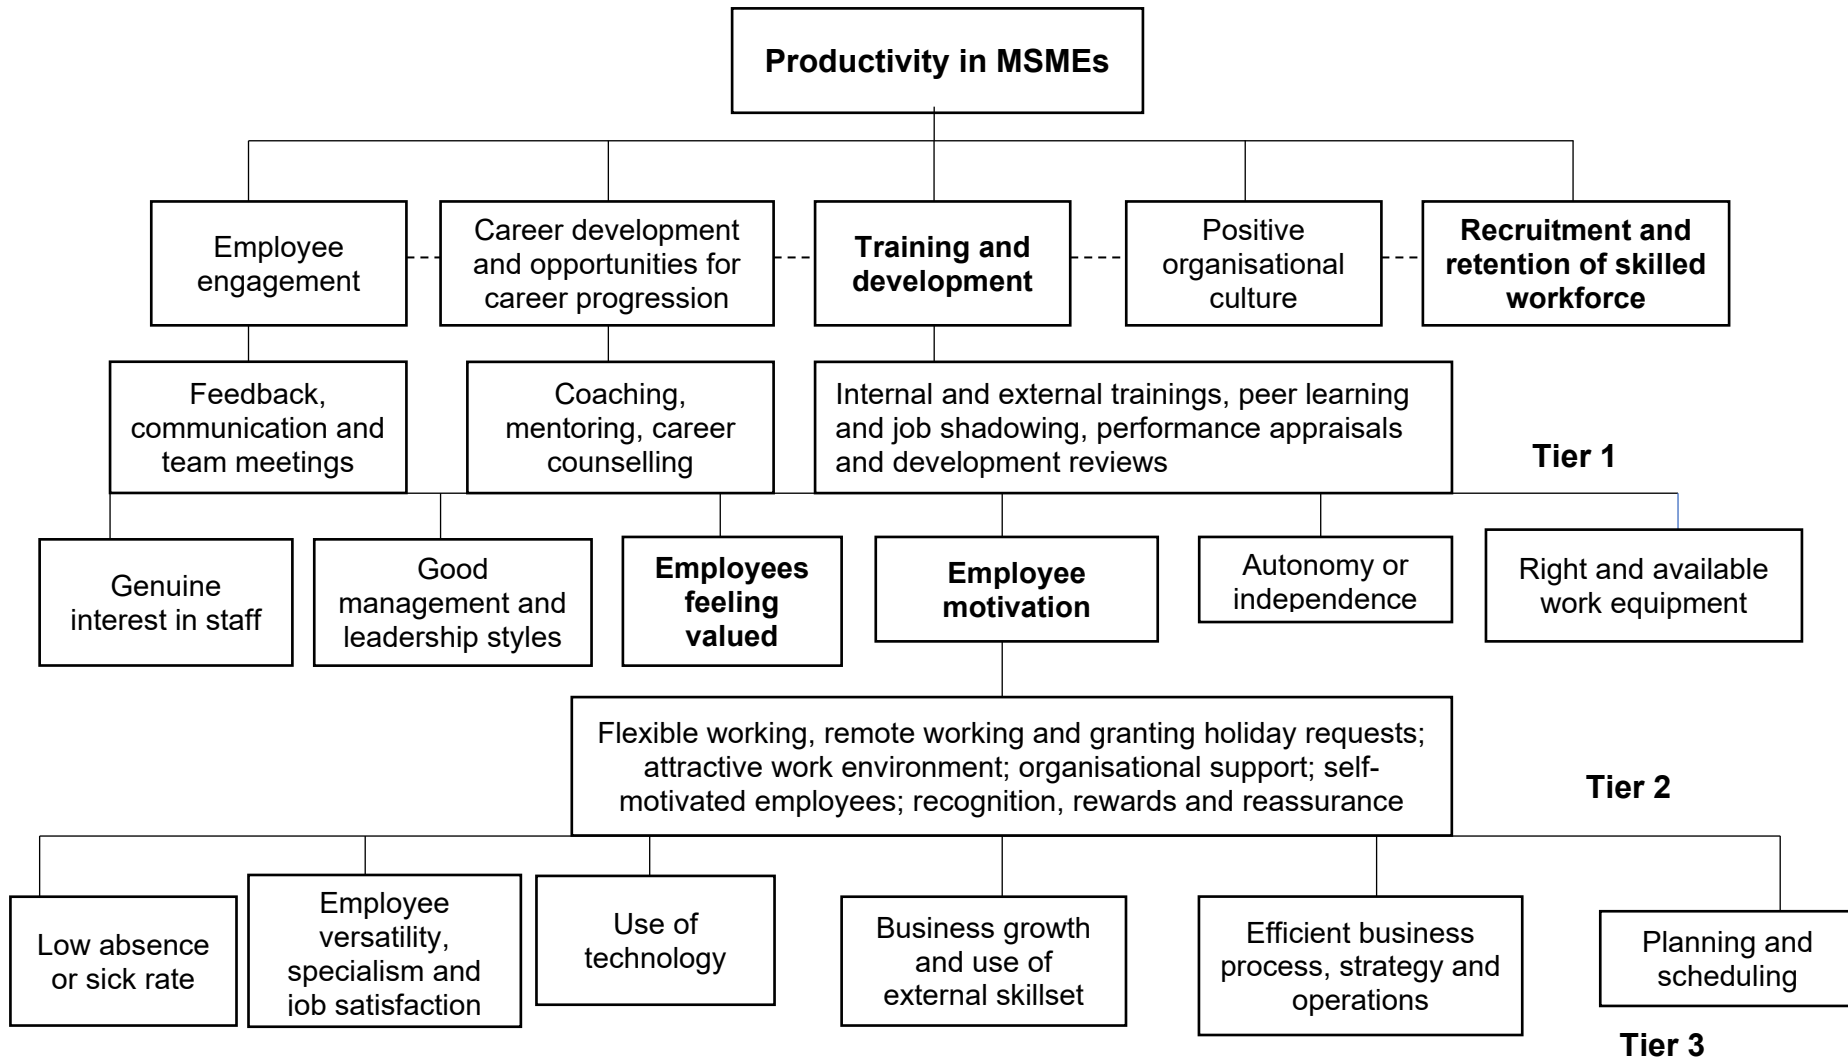 Productivity in MSMEs
Employee
engagement
Career development
and opportunities for
career progression
Training and
development
Positive
organisational
culture
Recruitment and
retention of skilled
workforce
Feedback,
communication and
team meetings
Coaching,
mentoring, career
counselling
Internal and external trainings, peer learning
and job shadowing, performance appraisals
and development reviews
Tier 1
Genuine
interest in staff
Good
management and
leadership styles
Employees
feeling
valued
Employee
motivation
Autonomy or
independence
Right and available
work equipment
Flexible working, remote working and granting holiday requests;
attractive work environment; organisational support; self-
motivated employees; recognition, rewards and reassurance
Tier 2
Low absence
or sick rate
Employee
versatility,
specialism and
job satisfaction
Use of
technology
Business growth
and use of
external skillset
Efficient business
process, strategy and
operations
Planning and
scheduling
Tier 3